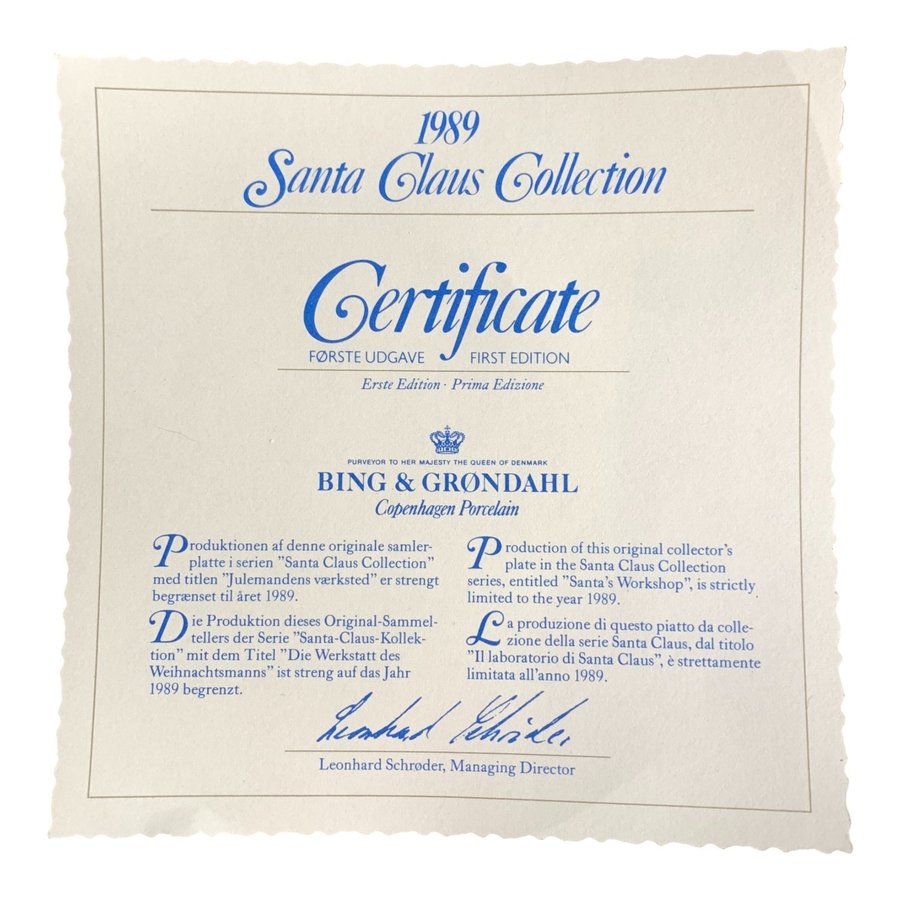 1989
Santa Claus Collection
Certificate
FØRSTE UDGAVE FIRST EDITION
Erste Edition · Prima Edizione
PURVEYOR TO HER MAJESTY THE QUEEN OF DENMARK
BING & GRØNDAHL
Copenhagen Porcelain
Produktionen af denne originale samler-
platte i serien "Santa Claus Collection"
med titlen "Julemandens værksted" er strengt
begrænset til året 1989.
Die Produktion dieses Original-Sammel-
tellers der Serie "Santa-Claus-Kollek-
tion" mit dem Titel "Die Werkstatt des
Weihnachtsmanns" ist streng auf das Jahr
1989 begrenzt.
Production of this original collector's
plate in the Santa Claus Collection
series, entitled "Santa's Workshop", is strictly
limited to the year 1989.
La produzione di questo piatto da colle-
zione della serie Santa Claus, dal titolo
"Il laboratorio di Santa Claus", è strettamente
limitata all'anno 1989.
Leonhard Schrøder
Leonhard Schrøder, Managing Director